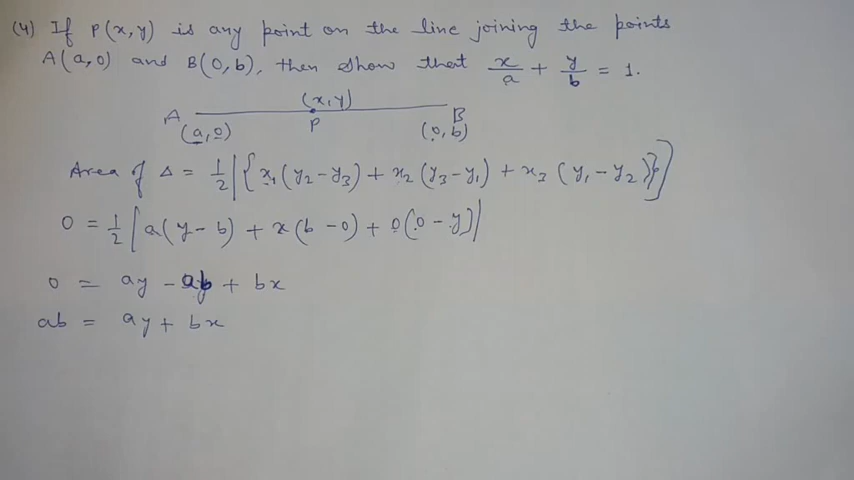 (4) If P(x,y) is any point on the line joining the points
A(a,0) and B(0,b), then show that x/a + y/b = 1.
(x,y)
A B
P
(a,0) (0,b)
Area of Δ = 1/2 |{x₁(y₂-y₃) + x₂(y₃-y₁) + x₃(y₁-y₂)}|
0 = 1/2 |a(y-b) + x(b-0) + 0(0-y)|
0 = ay - ab + bx
ab = ay + bx